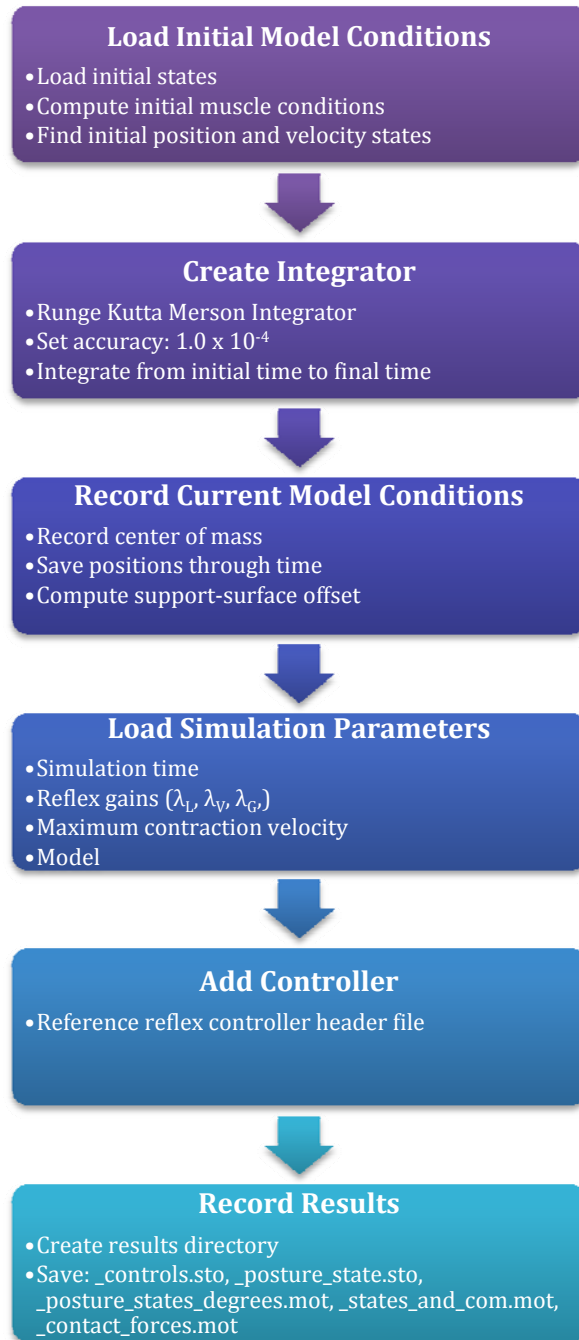 Load Initial Model Conditions
•Load initial states
•Compute initial muscle conditions
•Find initial position and velocity states
Create Integrator
•Runge Kutta Merson Integrator
•Set accuracy: 1.0 x 10⁻⁴
•Integrate from initial time to final time
Record Current Model Conditions
•Record center of mass
•Save positions through time
•Compute support-surface offset
Load Simulation Parameters
•Simulation time
•Reflex gains (λL, λV, λG,)
•Maximum contraction velocity
•Model
Add Controller
•Reference reflex controller header file
Record Results
•Create results directory
•Save: _controls.sto, _posture_state.sto,
_posture_states_degrees.mot, _states_and_com.mot,
_contact_forces.mot